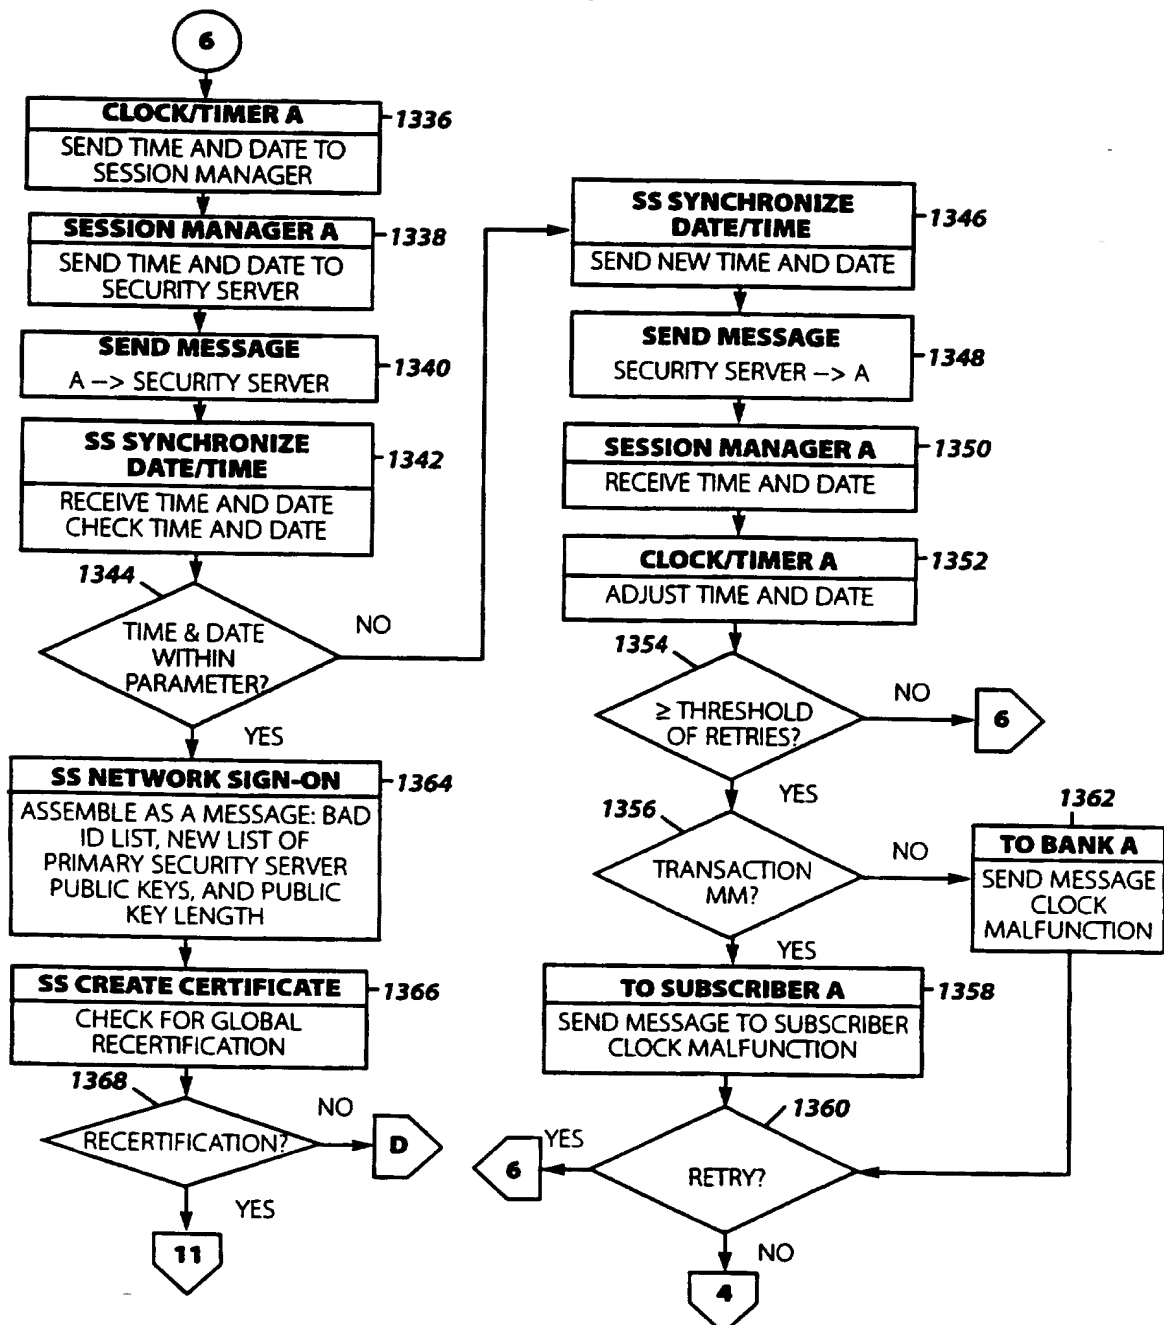 6
CLOCK/TIMER A
1336
SEND TIME AND DATE TO
SESSION MANAGER
SESSION MANAGER A
1338
SEND TIME AND DATE TO
SECURITY SERVER
SEND MESSAGE
1340
A –> SECURITY SERVER
SS SYNCHRONIZE
DATE/TIME
1342
RECEIVE TIME AND DATE
CHECK TIME AND DATE
1344
TIME & DATE
WITHIN
PARAMETER?
NO
YES
SS NETWORK SIGN-ON
1364
ASSEMBLE AS A MESSAGE: BAD
ID LIST, NEW LIST OF
PRIMARY SECURITY SERVER
PUBLIC KEYS, AND PUBLIC
KEY LENGTH
SS CREATE CERTIFICATE
1366
CHECK FOR GLOBAL
RECERTIFICATION
1368
RECERTIFICATION?
NO
D
YES
11
SS SYNCHRONIZE
DATE/TIME
1346
SEND NEW TIME AND DATE
SEND MESSAGE
1348
SECURITY SERVER –> A
SESSION MANAGER A
1350
RECEIVE TIME AND DATE
CLOCK/TIMER A
1352
ADJUST TIME AND DATE
1354
≥ THRESHOLD
OF RETRIES?
NO
6
YES
1356
TRANSACTION
MM?
NO
1362
TO BANK A
SEND MESSAGE
CLOCK
MALFUNCTION
YES
TO SUBSCRIBER A
1358
SEND MESSAGE TO SUBSCRIBER
CLOCK MALFUNCTION
1360
RETRY?
YES
6
NO
4